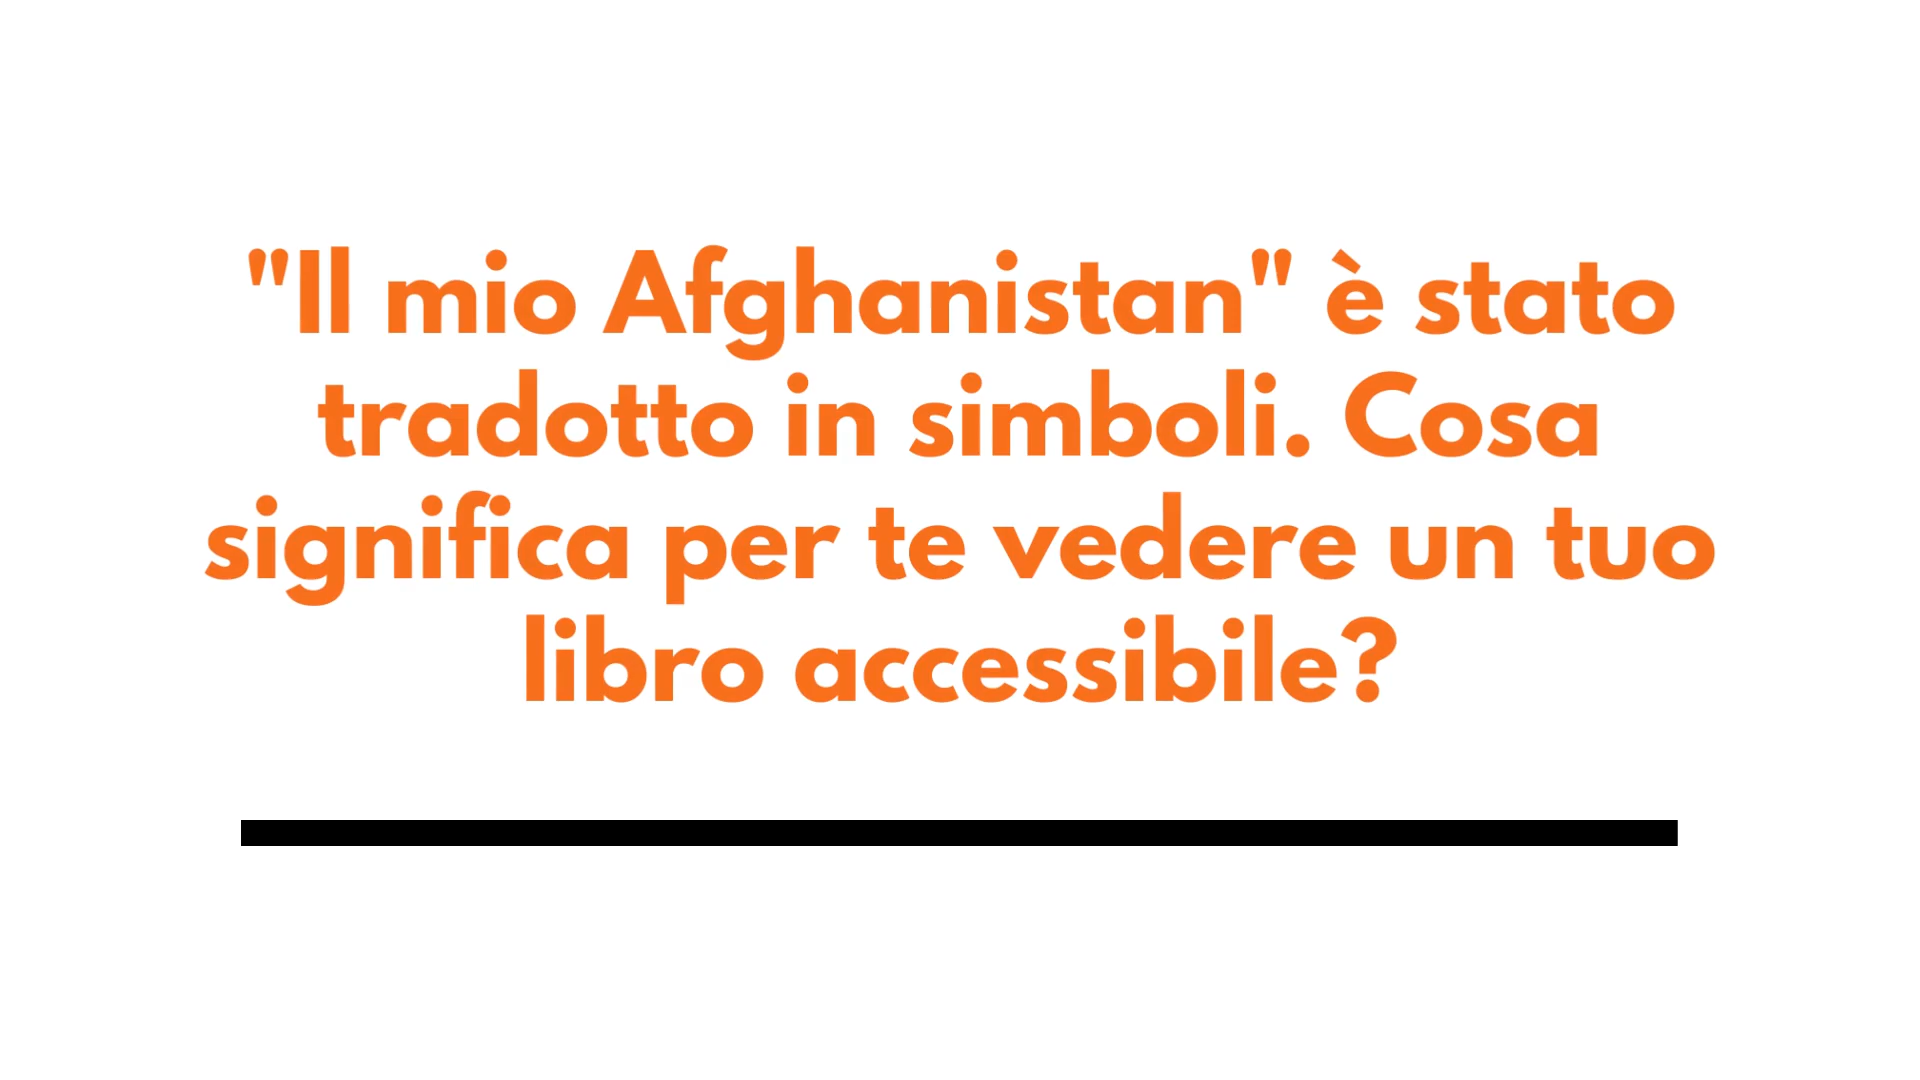 "Il mio Afghanistan" è stato
tradotto in simboli. Cosa
significa per te vedere un tuo
libro accessibile?